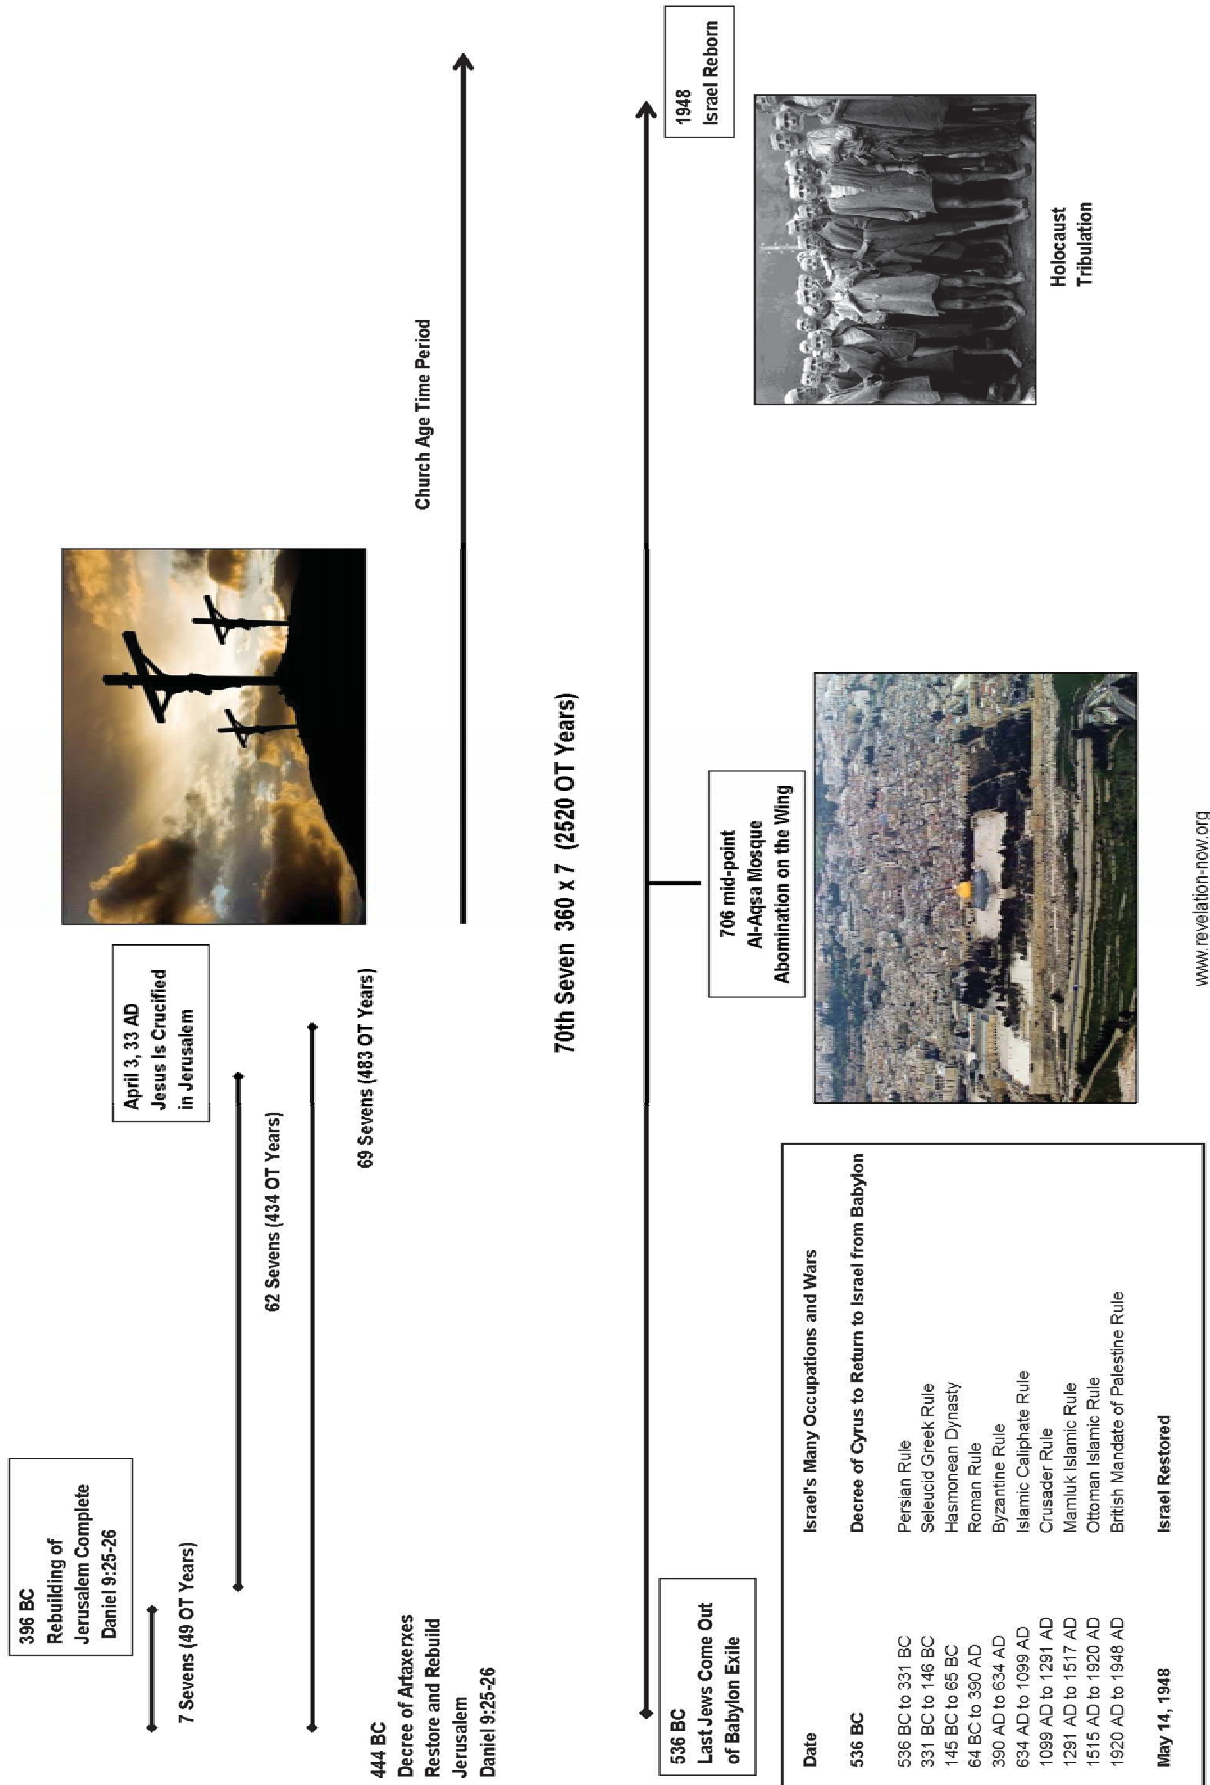 396 BC
Rebuilding of
Jerusalem Complete
Daniel 9:25-26
7 Sevens (49 OT Years)
April 3, 33 AD
Jesus Is Crucified
in Jerusalem
62 Sevens (434 OT Years)
69 Sevens (483 OT Years)
444 BC
Decree of Artaxerxes
Restore and Rebuild
Jerusalem
Daniel 9:25-26
Church Age Time Period
70th Seven 360 x 7 (2520 OT Years)
536 BC
Last Jews Come Out
of Babylon Exile
706 mid-point
Al-Aqsa Mosque
Abomination on the Wing
1948
Israel Reborn
Holocaust
Tribulation
Date Israel's Many Occupations and Wars
536 BC Decree of Cyrus to Return to Israel from Babylon
536 BC to 331 BC Persian Rule
331 BC to 146 BC Seleucid Greek Rule
145 BC to 65 BC Hasmonean Dynasty
64 BC to 390 AD Roman Rule
390 AD to 634 AD Byzantine Rule
634 AD to 1099 AD Islamic Caliphate Rule
1099 AD to 1291 AD Crusader Rule
1291 AD to 1517 AD Mamluk Islamic Rule
1515 AD to 1920 AD Ottoman Islamic Rule
1920 AD to 1948 AD British Mandate of Palestine Rule
May 14, 1948 Israel Restored
www.revelation-now.org